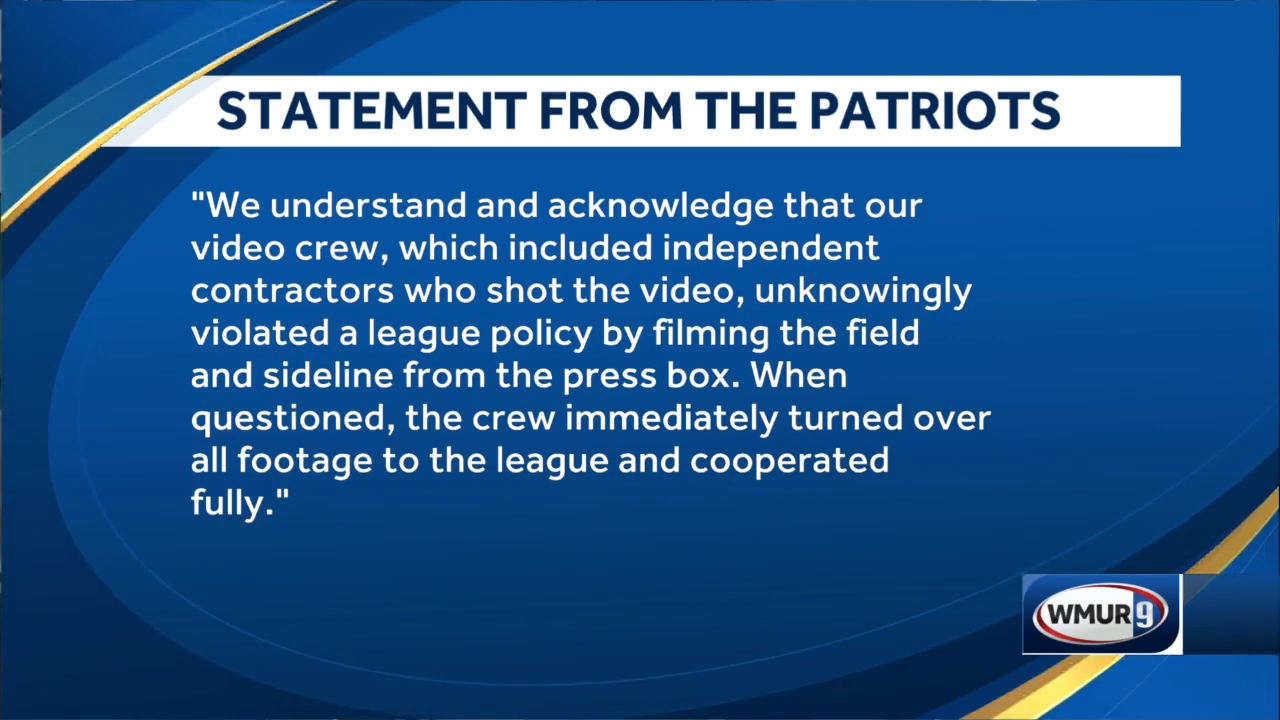 STATEMENT FROM THE PATRIOTS
"We understand and acknowledge that our
video crew, which included independent
contractors who shot the video, unknowingly
violated a league policy by filming the field
and sideline from the press box. When
questioned, the crew immediately turned over
all footage to the league and cooperated
fully."
WMUR9